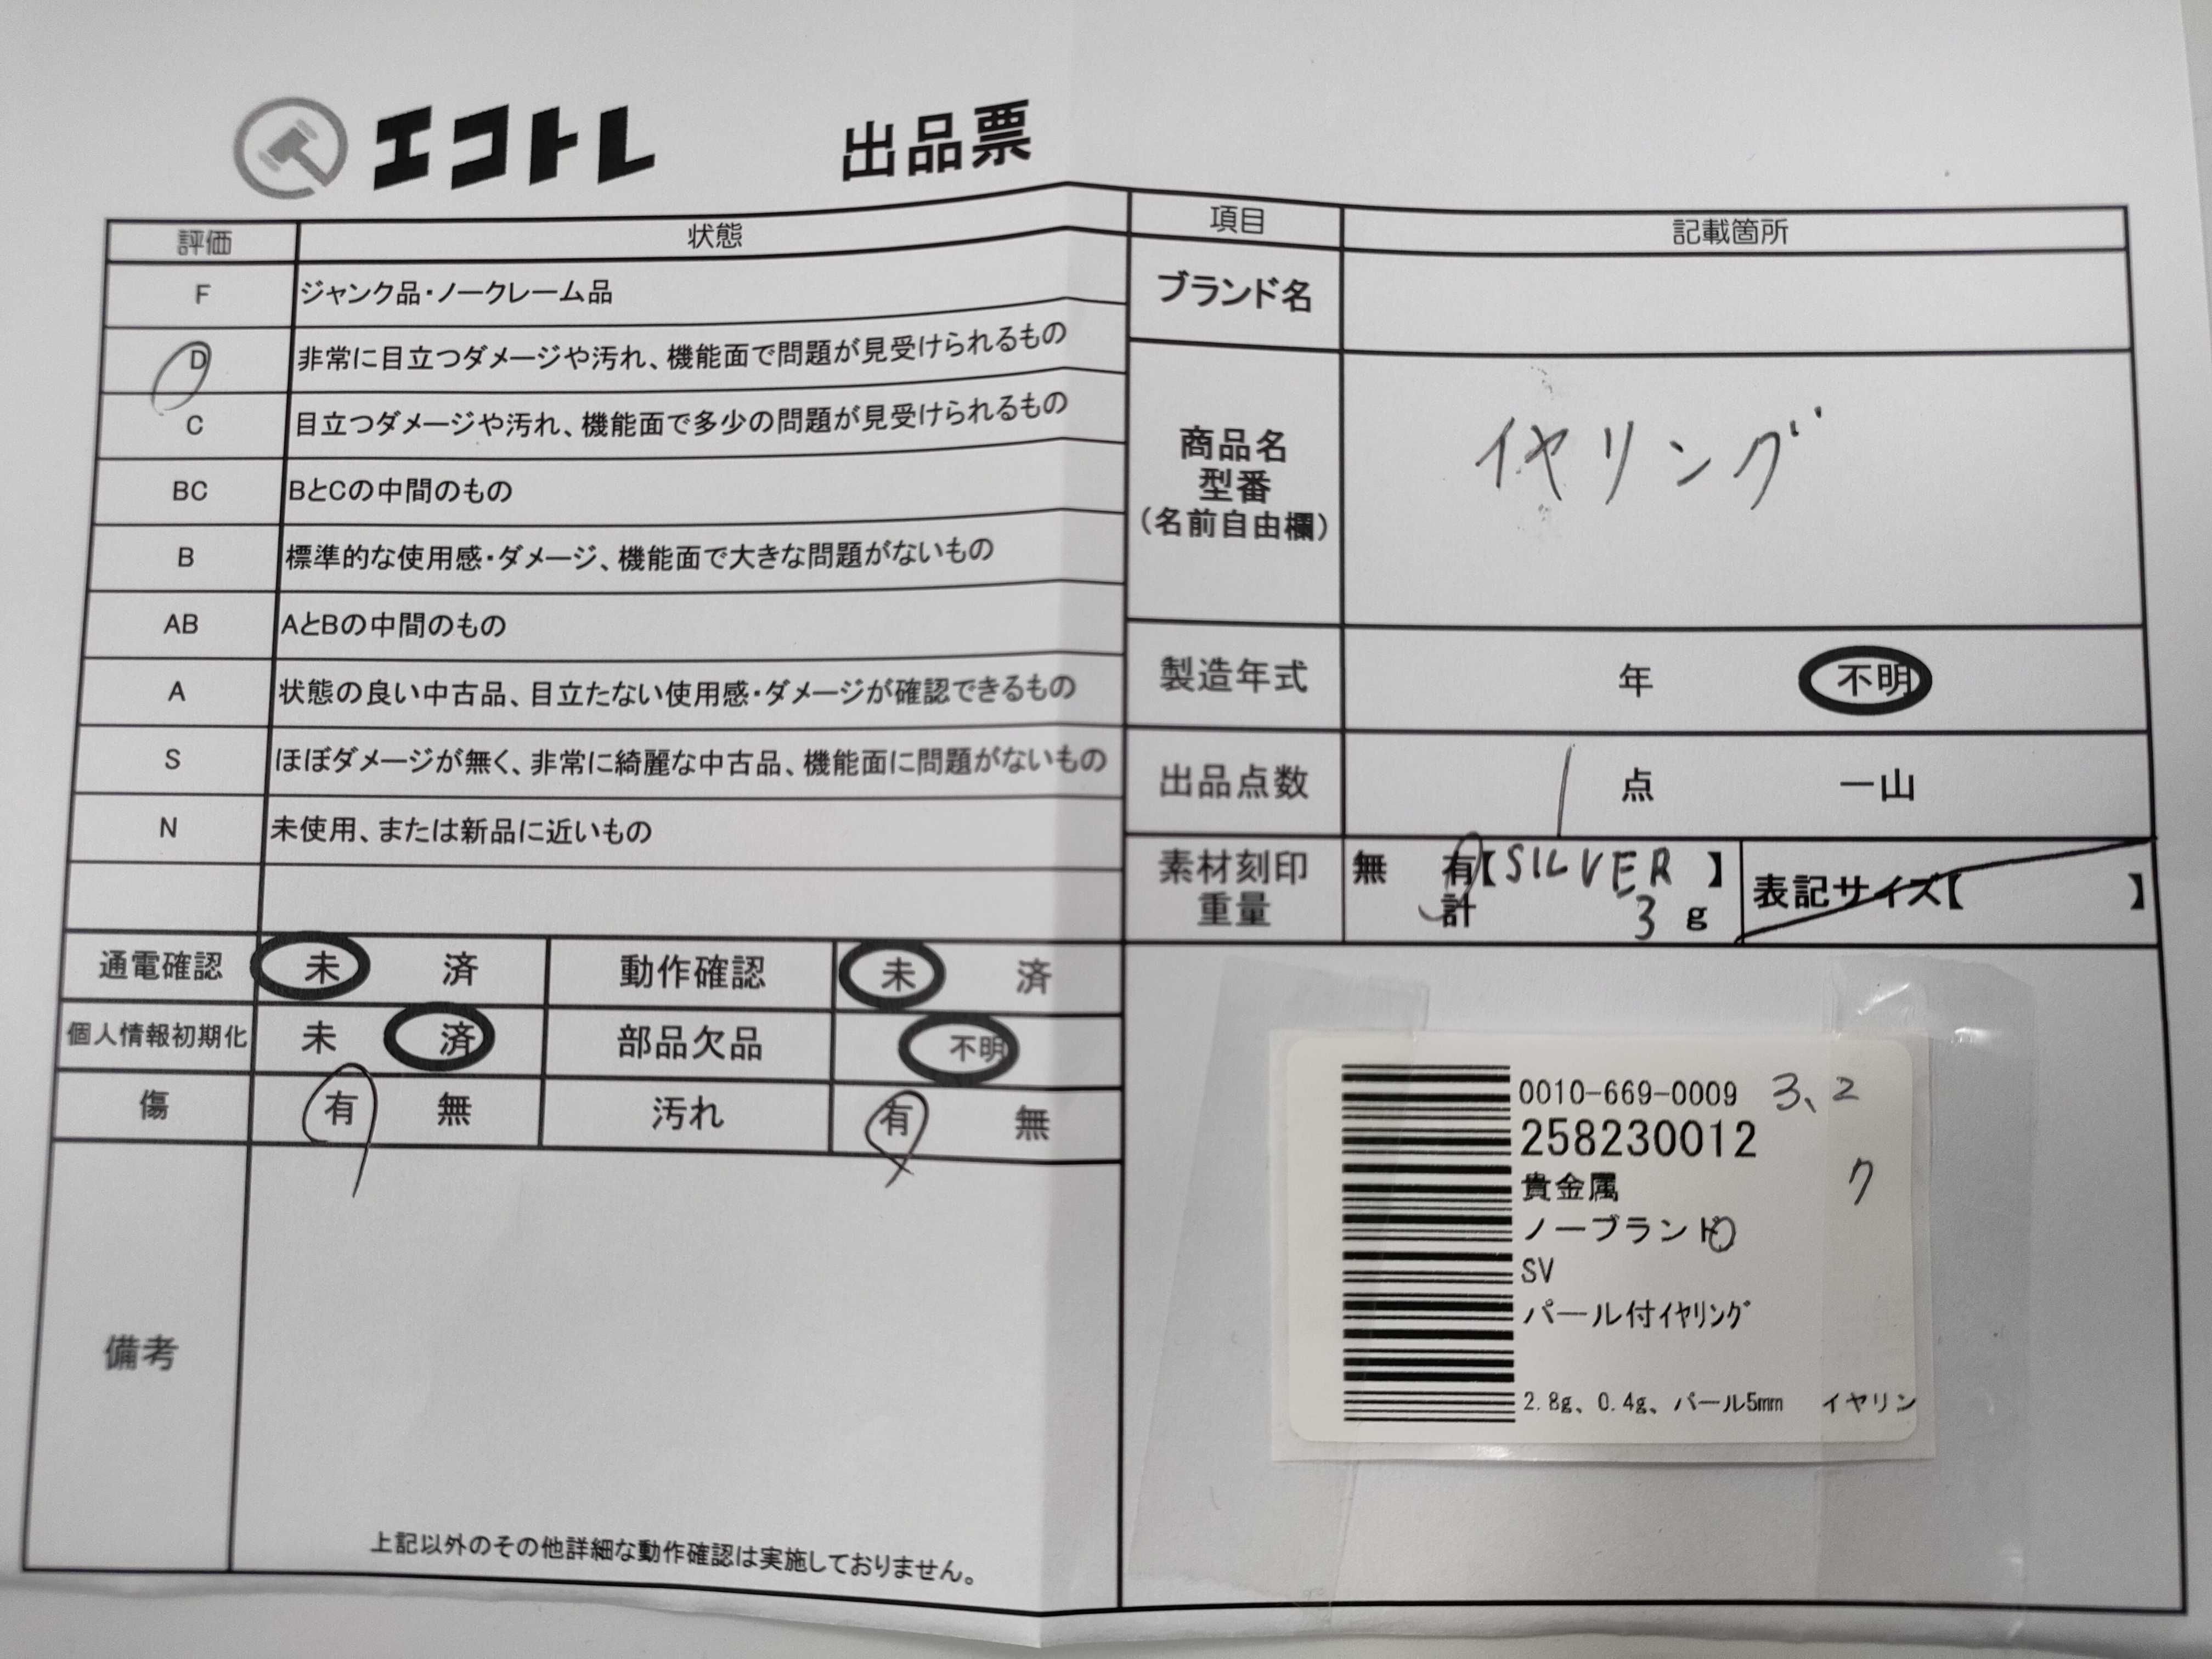 エコトレ 出品票
評価 状態
F ジャンク品・ノークレーム品
D 非常に目立つダメージや汚れ、機能面で問題が見受けられるもの
C 目立つダメージや汚れ、機能面で多少の問題が見受けられるもの
BC BとCの中間のもの
B 標準的な使用感・ダメージ、機能面で大きな問題がないもの
AB AとBの中間のもの
A 状態の良い中古品、目立たない使用感・ダメージが確認できるもの
S ほぼダメージが無く、非常に綺麗な中古品、機能面に問題がないもの
N 未使用、または新品に近いもの
通電確認 未 済 動作確認 未 済
個人情報初期化 未 済 部品欠品 不明
傷 有 無 汚れ 有 無
備考
上記以外のその他詳細な動作確認は実施しておりません。
項目 記載箇所
ブランド名
商品名
型番
(名前自由欄)
イヤリング
製造年式 年 不明
出品点数 1 点 一山
素材刻印 無 有【SILVER】
重量 計 3 g
表記サイズ【 】
0010-669-0009 3、2
258230012
貴金属 ク
ノーブランド
SV
パール付イヤリング
2.8g、0.4g、パール5mm イヤリン